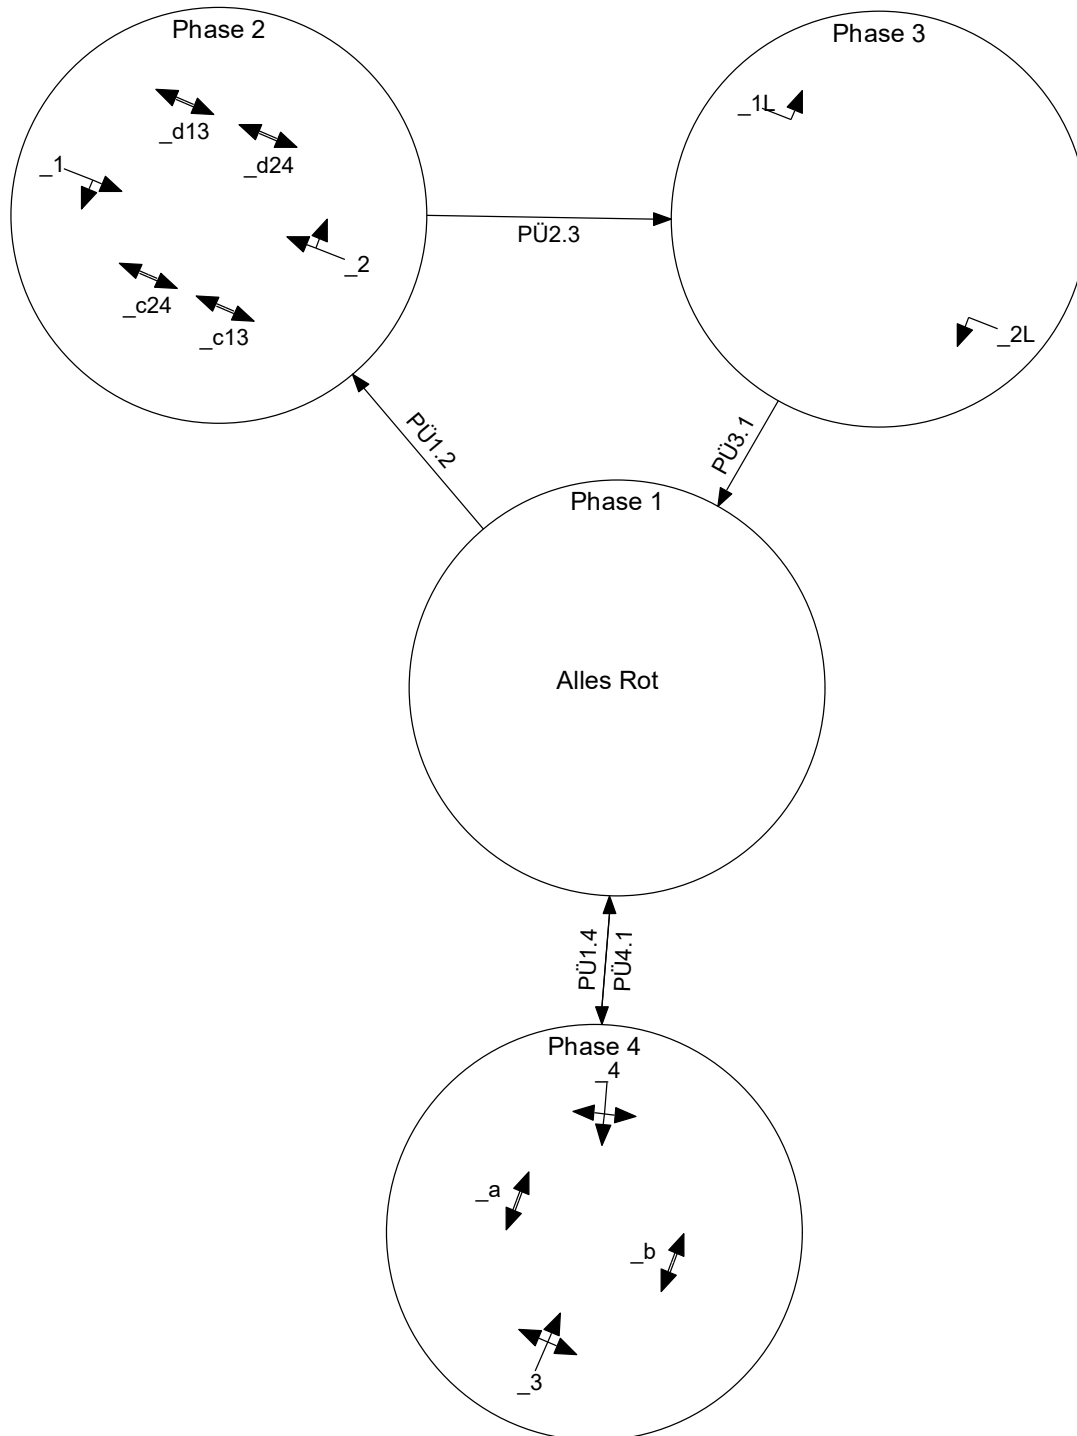 Phase 2
_d13
_d24
_1
_2
_c24
_c13
PÜ2.3
Phase 3
_1L
_2L
PÜ1.2
PÜ3.1
Phase 1
Alles Rot
PÜ1.4
PÜ4.1
Phase 4
_4
_a
_b
_3